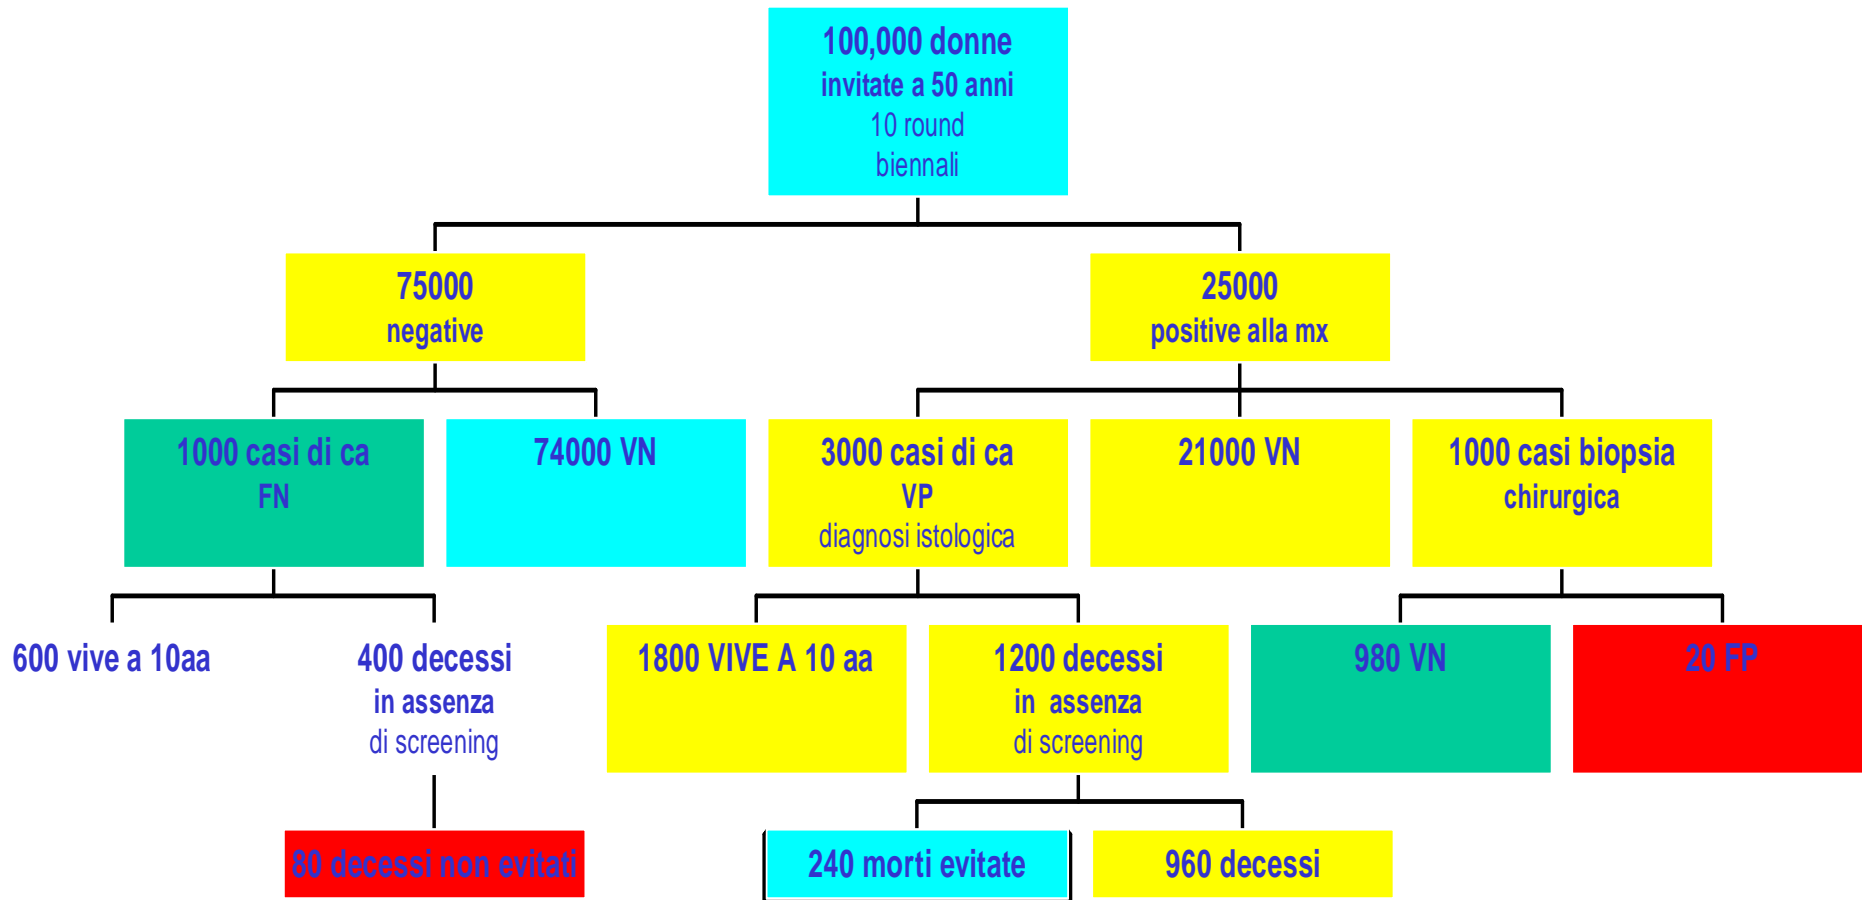 100,000 donne
invitate a 50 anni
10 round
biennali
75000
negative
25000
positive alla mx
1000 casi di ca
FN
74000 VN
3000 casi di ca
VP
diagnosi istologica
21000 VN
1000 casi biopsia
chirurgica
600 vive a 10aa
400 decessi
in assenza
di screening
1800 VIVE A 10 aa
1200 decessi
in assenza
di screening
980 VN
20 FP
80 decessi non evitati
240 morti evitate
960 decessi